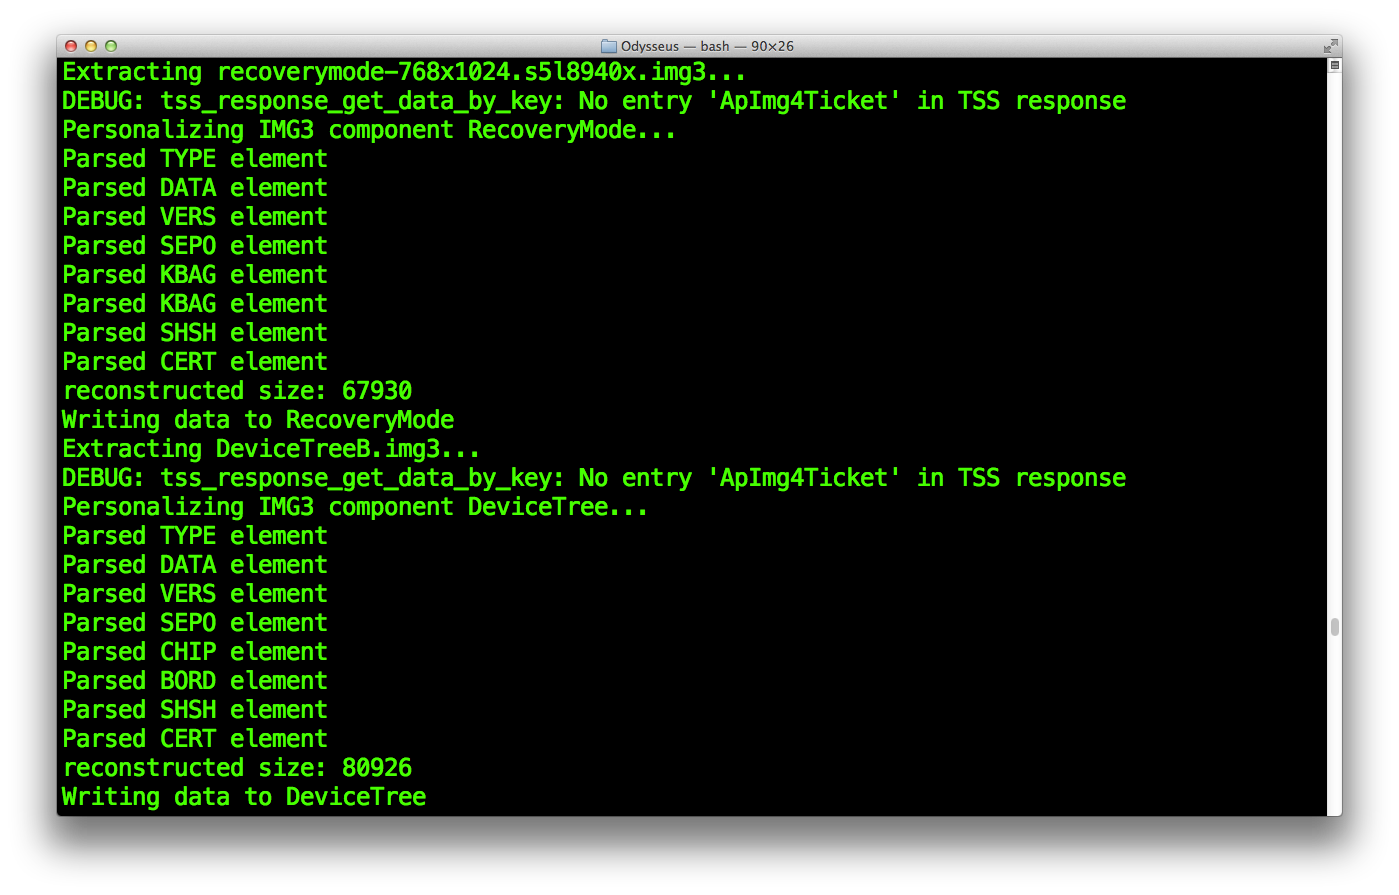 Odysseus — bash — 90×26
Extracting recoverymode-768x1024.s5l8940x.img3...
DEBUG: tss_response_get_data_by_key: No entry 'ApImg4Ticket' in TSS response
Personalizing IMG3 component RecoveryMode...
Parsed TYPE element
Parsed DATA element
Parsed VERS element
Parsed SEPO element
Parsed KBAG element
Parsed KBAG element
Parsed SHSH element
Parsed CERT element
reconstructed size: 67930
Writing data to RecoveryMode
Extracting DeviceTreeB.img3...
DEBUG: tss_response_get_data_by_key: No entry 'ApImg4Ticket' in TSS response
Personalizing IMG3 component DeviceTree...
Parsed TYPE element
Parsed DATA element
Parsed VERS element
Parsed SEPO element
Parsed CHIP element
Parsed BORD element
Parsed SHSH element
Parsed CERT element
reconstructed size: 80926
Writing data to DeviceTree